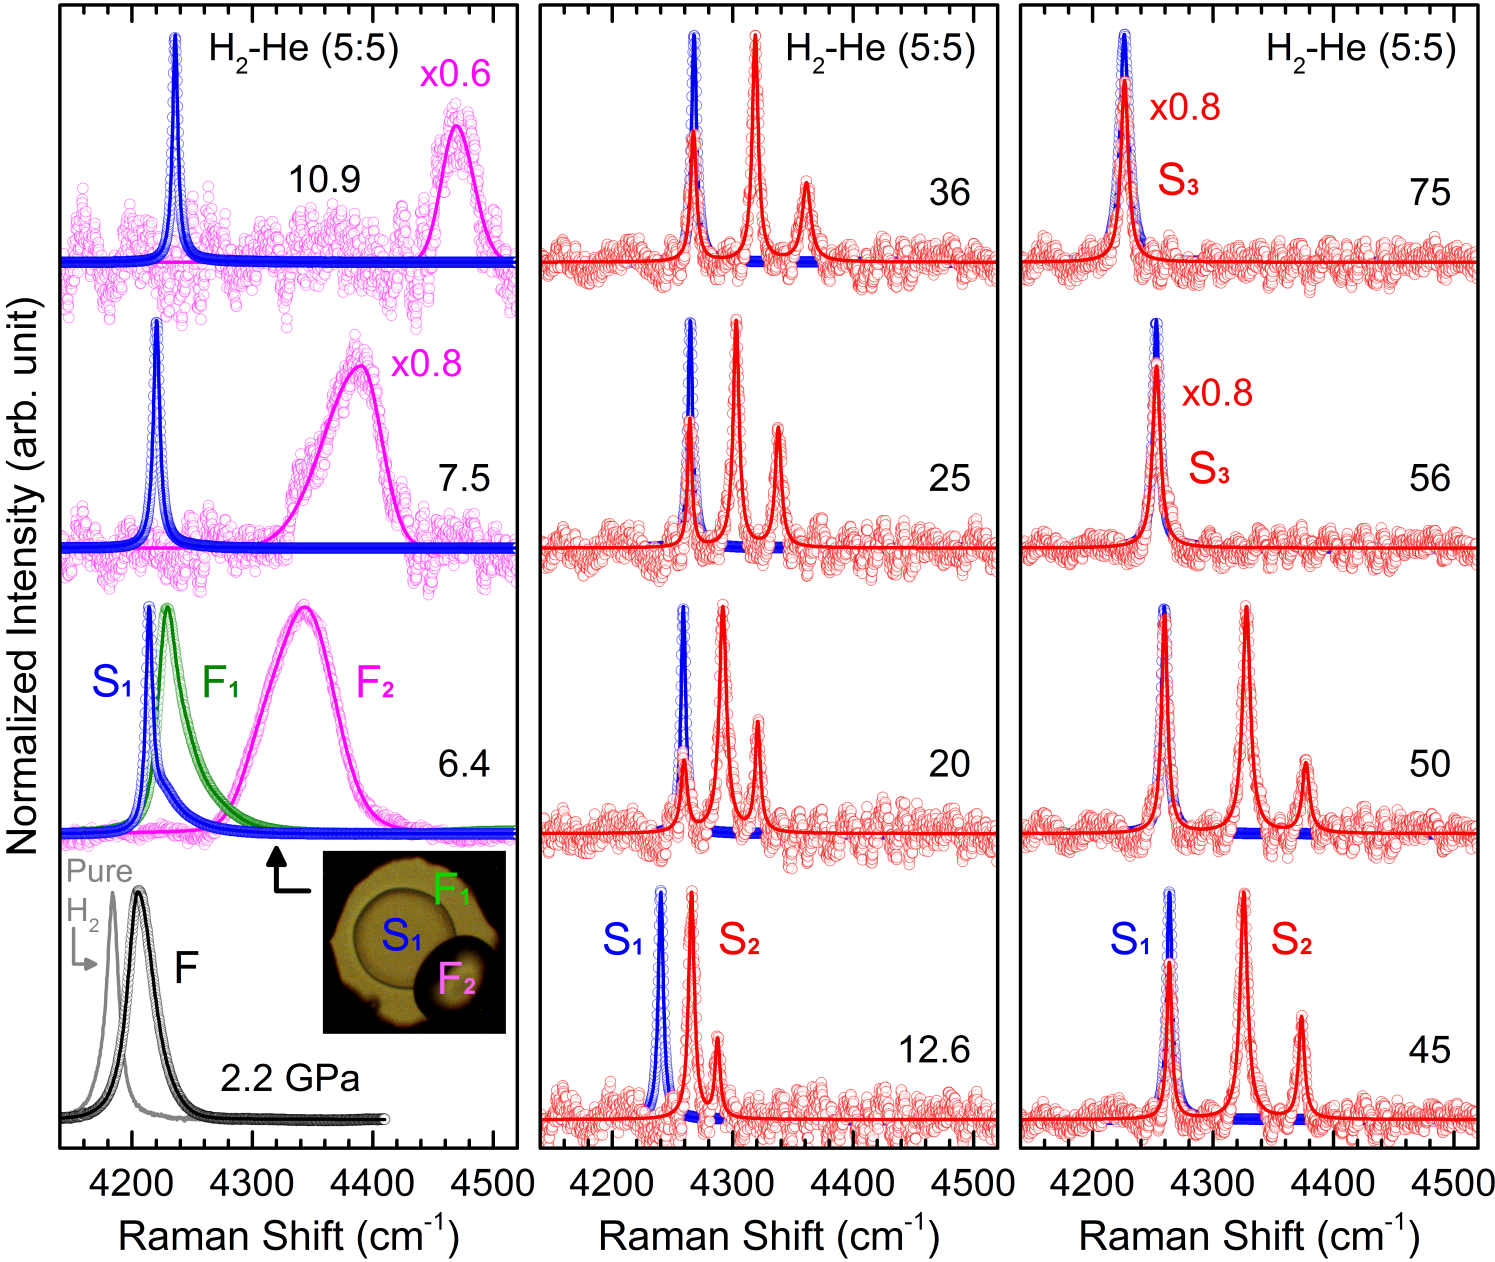 Normalized Intensity (arb. unit)
H2-He (5:5)
x0.6
10.9
x0.8
7.5
S1
F1
F2
6.4
Pure
H2
F
F1
S1
F2
2.2 GPa
4200 4300 4400 4500
Raman Shift (cm-1)
H2-He (5:5)
36
25
20
S1
S2
12.6
4200 4300 4400 4500
Raman Shift (cm-1)
H2-He (5:5)
x0.8
S3
75
x0.8
S3
56
50
S1
S2
45
4200 4300 4400 4500
Raman Shift (cm-1)